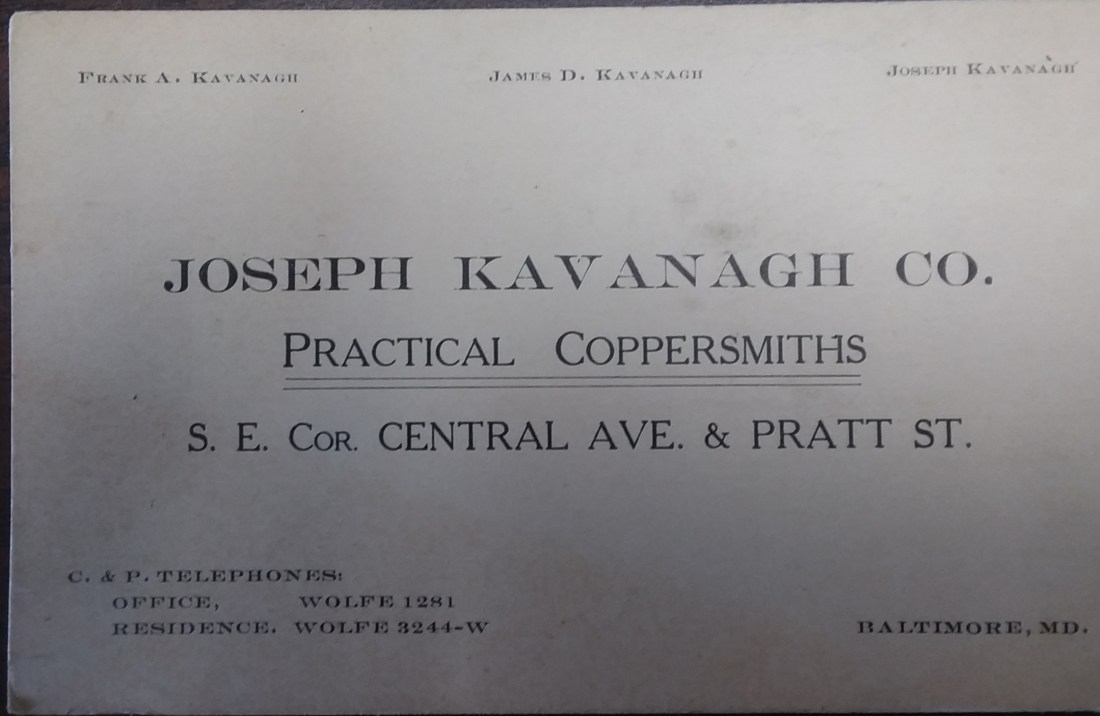 Frank A. Kavanagh James D. Kavanagh Joseph Kavanagh
JOSEPH KAVANAGH CO.
Practical Coppersmiths
S. E. Cor. CENTRAL AVE. & PRATT ST.
C. & P. TELEPHONES:
OFFICE, WOLFE 1281
RESIDENCE. WOLFE 3244-W BALTIMORE, MD.